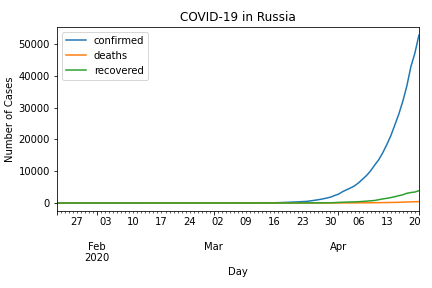 COVID-19 in Russia
confirmed
deaths
recovered
Number of Cases
50000
40000
30000
20000
10000
0
27 03 10 17 24 02 09 16 23 30 06 13 20
Feb Mar Apr
2020
Day